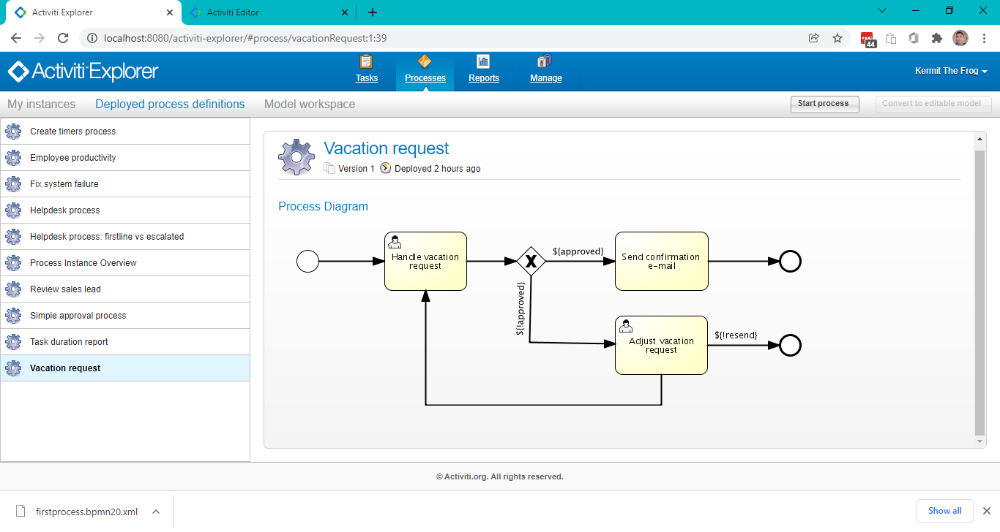 Activiti Explorer
Activiti Editor
localhost:8080/activiti-explorer/#process/vacationRequest:1:39
44
Activiti Explorer
Tasks
Processes
Reports
Manage
Kermit The Frog
My instances
Deployed process definitions
Model workspace
Start process
Convert to editable model
Create timers process
Employee productivity
Fix system failure
Helpdesk process
Helpdesk process: firstline vs escalated
Process Instance Overview
Review sales lead
Simple approval process
Task duration report
Vacation request
Vacation request
Version 1
Deployed 2 hours ago
Process Diagram
Handle vacation
request
X
${approved}
Send confirmation
e-mail
${!approved}
Adjust vacation
request
${!resend}
© Activiti.org. All rights reserved.
firstprocess.bpmn20.xml
Show all